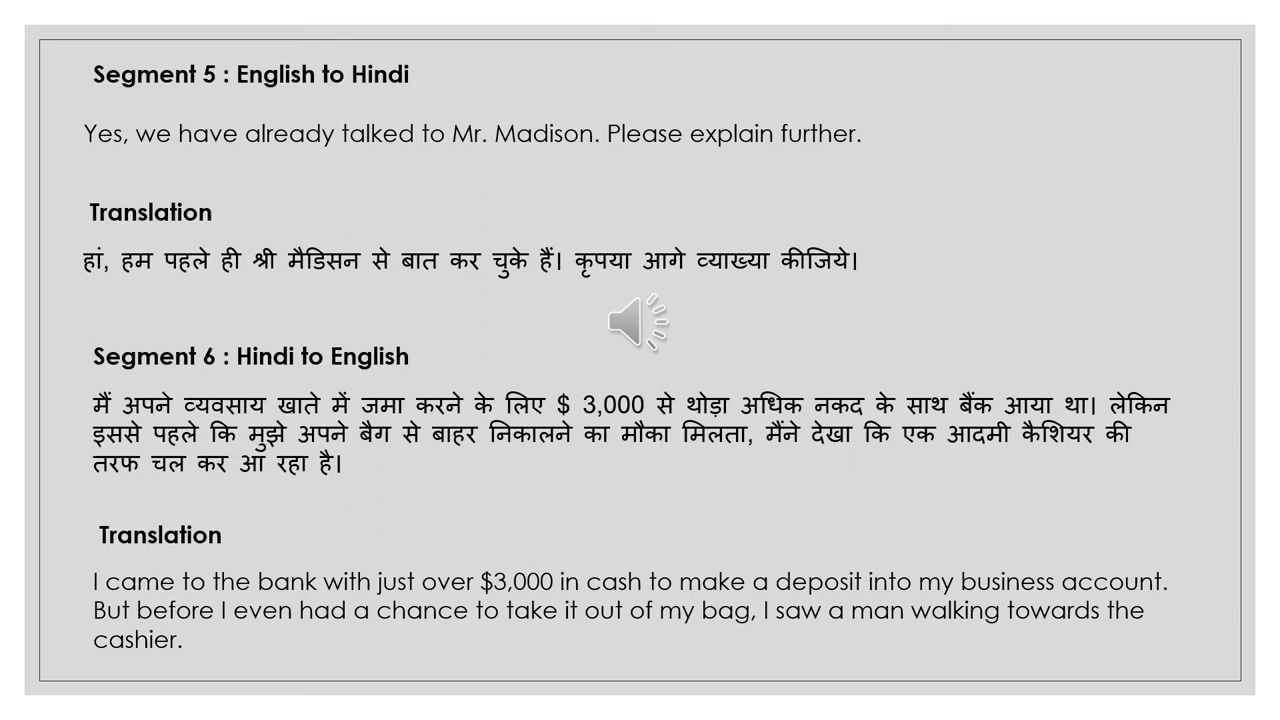 Segment 5 : English to Hindi
Yes, we have already talked to Mr. Madison. Please explain further.
Translation
हां, हम पहले ही श्री मैडिसन से बात कर चुके हैं। कृपया आगे व्याख्या कीजिये।
Segment 6 : Hindi to English
मैं अपने व्यवसाय खाते में जमा करने के लिए $ 3,000 से थोड़ा अधिक नकद के साथ बैंक आया था। लेकिन
इससे पहले कि मुझे अपने बैग से बाहर निकालने का मौका मिलता, मैंने देखा कि एक आदमी कैशियर की
तरफ चल कर आ रहा है।
Translation
I came to the bank with just over $3,000 in cash to make a deposit into my business account.
But before I even had a chance to take it out of my bag, I saw a man walking towards the
cashier.